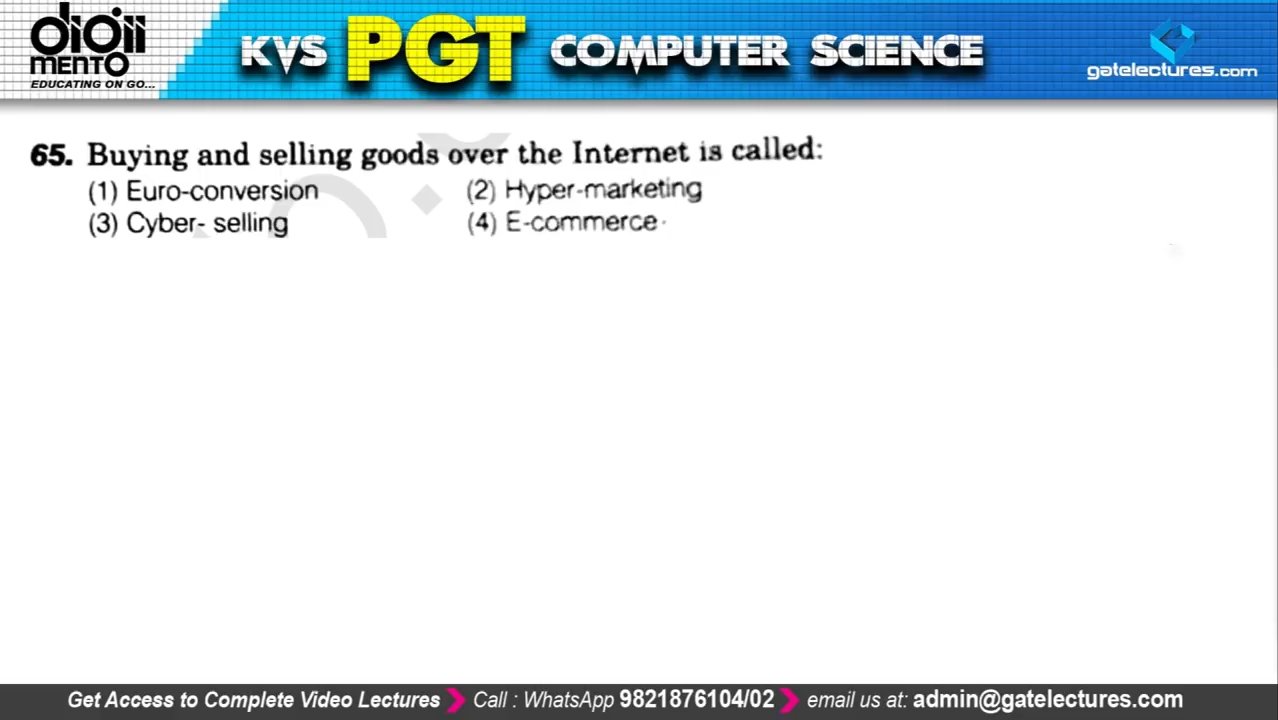 digii
MENTO
EDUCATING ON GO...
KVS PGT COMPUTER SCIENCE
gatelectures.com
65. Buying and selling goods over the Internet is called:
(1) Euro-conversion (2) Hyper-marketing
(3) Cyber- selling (4) E-commerce
Get Access to Complete Video Lectures Call : WhatsApp 9821876104/02 email us at: admin@gatelectures.com